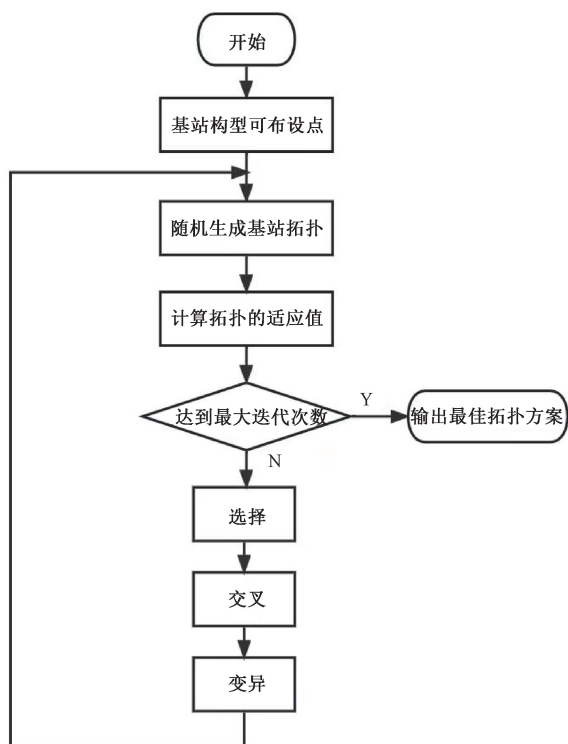 开始
基站构型可布设点
随机生成基站拓扑
计算拓扑的适应值
达到最大迭代次数
Y
输出最佳拓扑方案
N
选择
交叉
变异